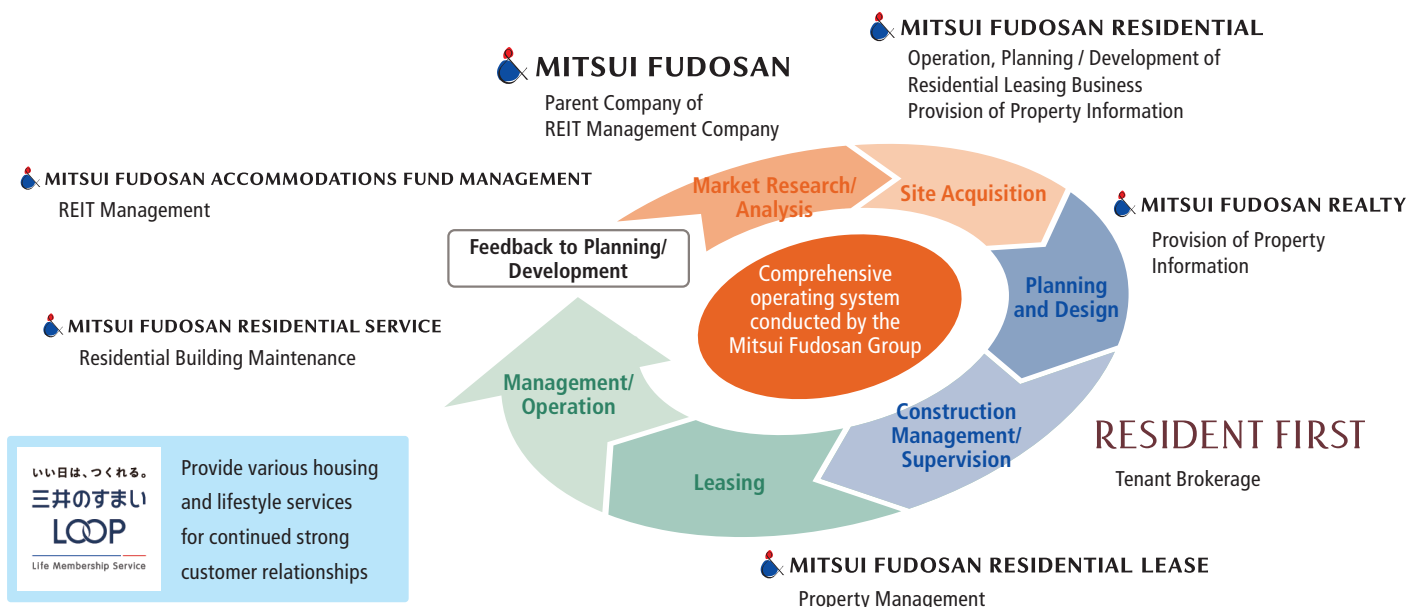 MITSUI FUDOSAN RESIDENTIAL
Operation, Planning / Development of
Residential Leasing Business
Provision of Property Information
MITSUI FUDOSAN
Parent Company of
REIT Management Company
MITSUI FUDOSAN ACCOMMODATIONS FUND MANAGEMENT
REIT Management
Market Research/
Analysis
Site Acquisition
MITSUI FUDOSAN REALTY
Provision of Property
Information
Feedback to Planning/
Development
Comprehensive
operating system
conducted by the
Mitsui Fudosan Group
Planning
and Design
MITSUI FUDOSAN RESIDENTIAL SERVICE
Residential Building Maintenance
Management/
Operation
Construction
Management/
Supervision
RESIDENT FIRST
Tenant Brokerage
Leasing
いい日は、つくれる。
三井のすまい
LOOP
Life Membership Service
Provide various housing
and lifestyle services
for continued strong
customer relationships
MITSUI FUDOSAN RESIDENTIAL LEASE
Property Management